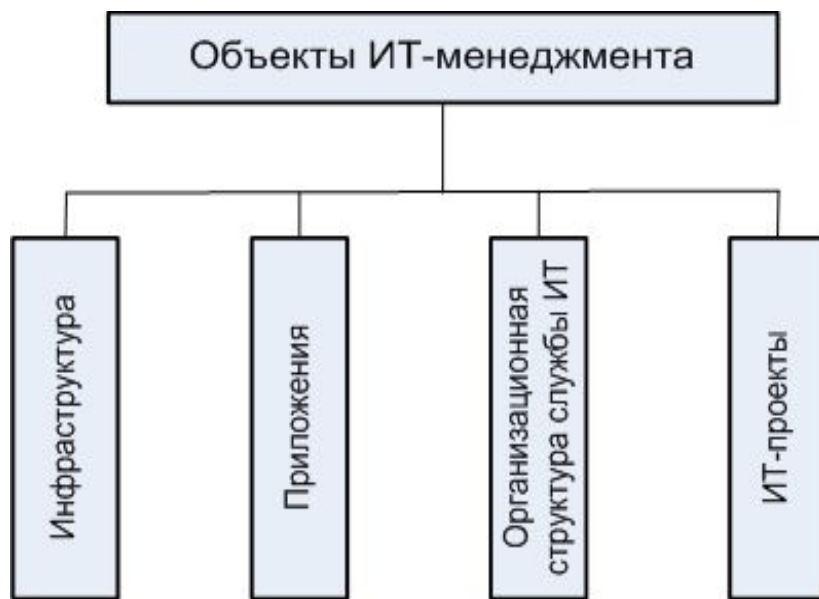 Объекты ИТ-менеджмента
Инфраструктура
Приложения
Организационная
структура службы ИТ
ИТ-проекты